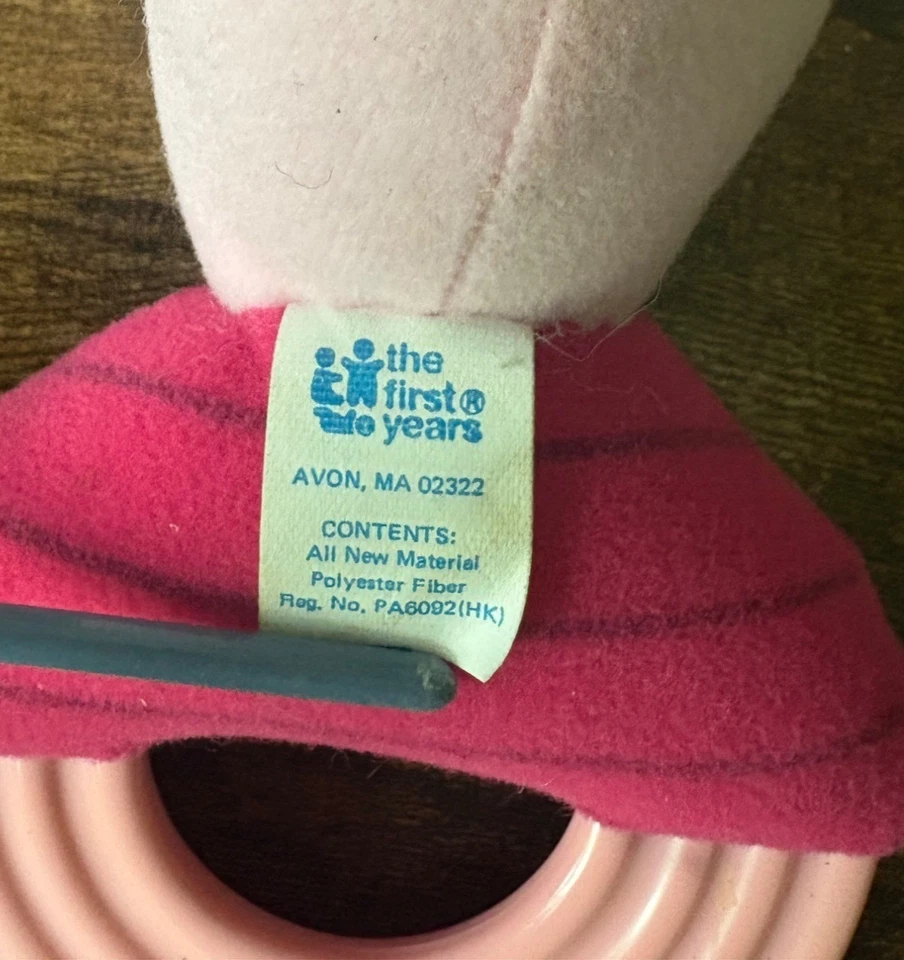 the
first®
years
AVON, MA 02322
CONTENTS:
All New Material
Polyester Fiber
Reg. No. PA6092(HK)